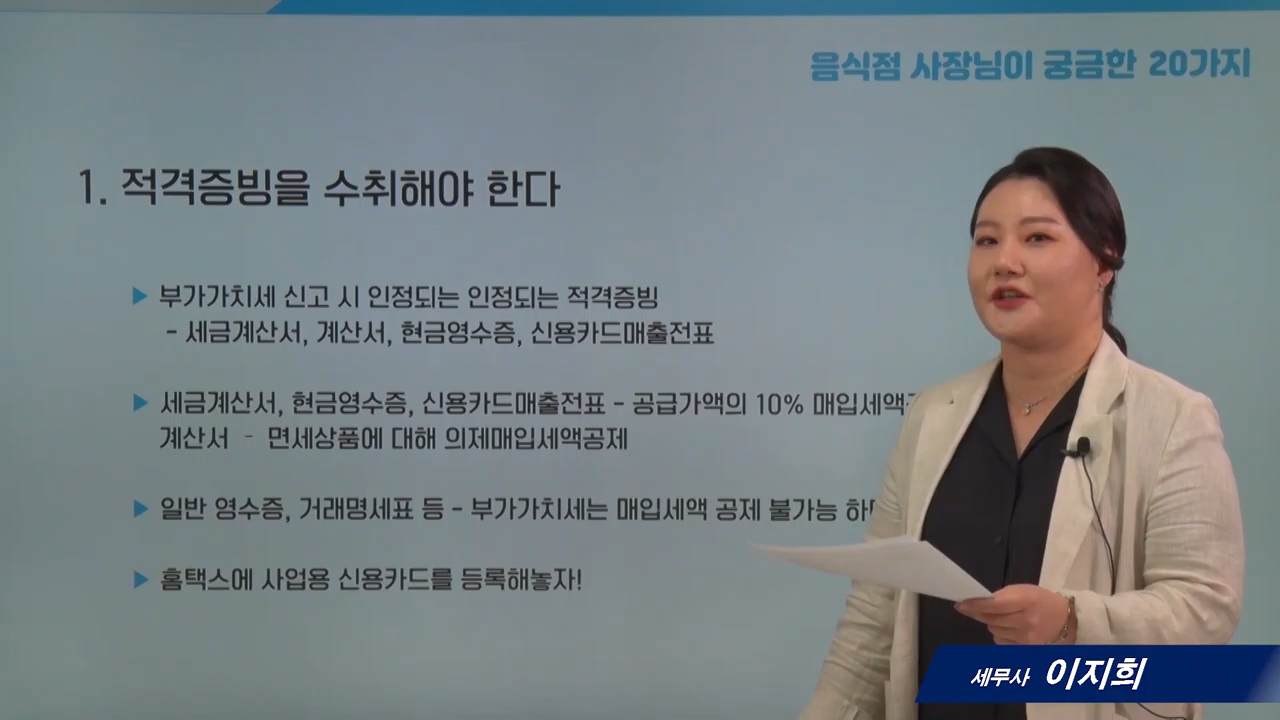 음식점 사장님이 궁금한 20가지
1. 적격증빙을 수취해야 한다
▶ 부가가치세 신고 시 인정되는 인정되는 적격증빙
- 세금계산서, 계산서, 현금영수증, 신용카드매출전표
▶ 세금계산서, 현금영수증, 신용카드매출전표 - 공급가액의 10% 매입세액
계산서 - 면세상품에 대해 의제매입세액공제
▶ 일반 영수증, 거래명세표 등 - 부가가치세는 매입세액 공제 불가능
▶ 홈택스에 사업용 신용카드를 등록해놓자!
세무사 이지희